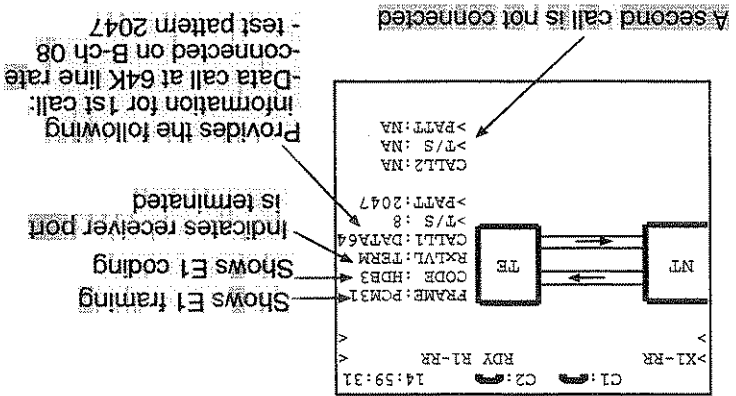 C1: C2: 14:59:31
>X1-RR RDY R1-RR <
> <
NT
TE
FRAME:PCM31
CODE :HDB3
RxLVL:TERM
CALL1:DATA64
>T/S : 8
>PATT:2047
CALL2:NA
>T/S :NA
>PATT:NA
Shows E1 framing
Shows E1 coding
Indicates receiver port
is terminated
Provides the following
information for 1st call:
-Data call at 64K line rate
-connected on B-ch 08
- test pattern 2047
A second call is not connected